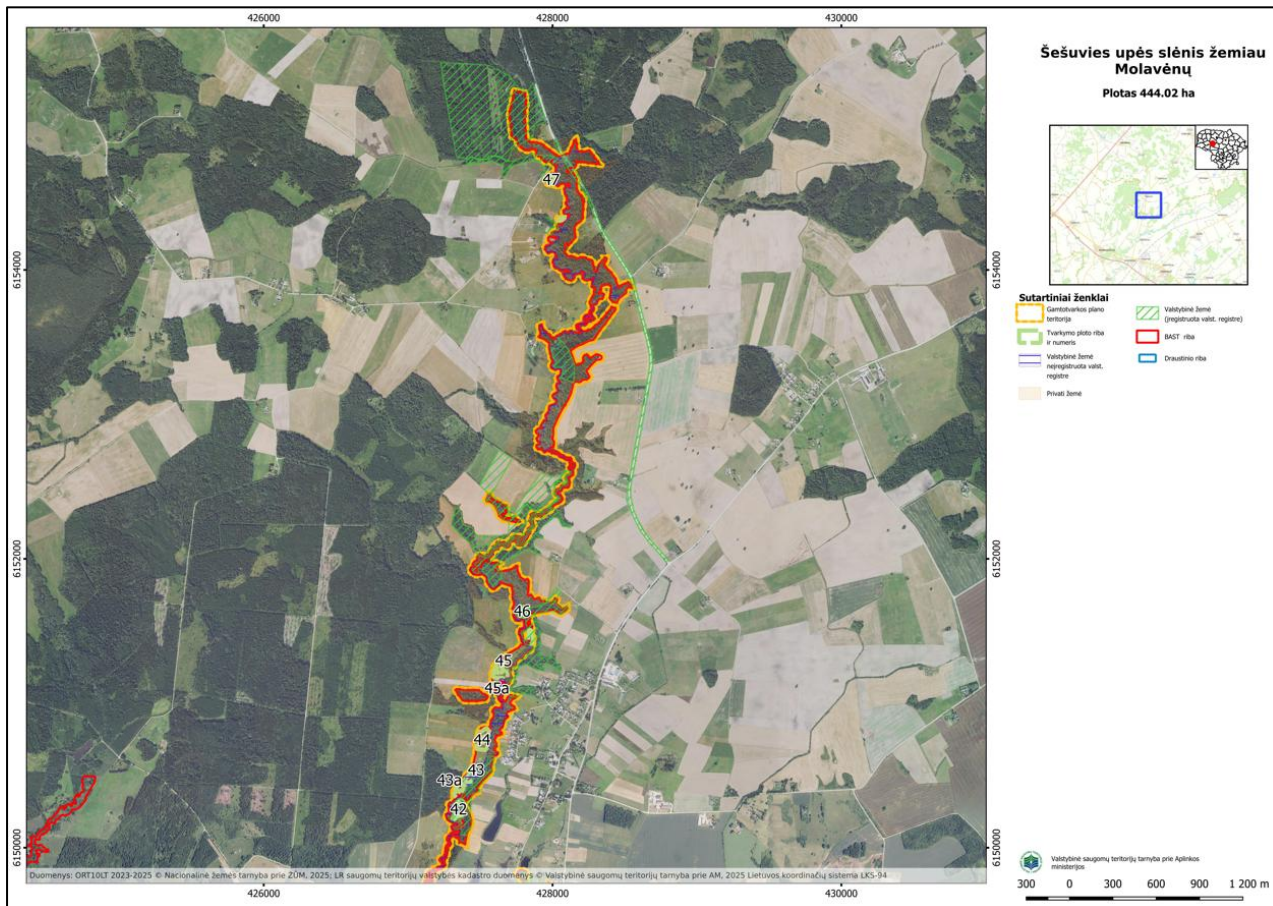 426000
428000
430000
Šešuvies upės slėnis žemiau
Molavėnų
Plotas 444.02 ha
6154000
6152000
6150000
47
46
45
45a
44
43
43a
42
6154000
6152000
6150000
Sutartiniai ženklai
Gamtotvarkos plano
teritorija
Tvarkymo ploto riba
ir numeris
Valstybinė žemė
neįregistruota valst.
registre
Privati žemė
Valstybinė žemė
(įregistruota valst. registre)
BAST riba
Draustinio riba
Duomenys: ORT10LT 2023-2025 © Nacionalinė žemės tarnyba prie ŽŪM, 2025; LR saugomų teritorijų valstybės kadastro duomenys © Valstybinė saugomų teritorijų tarnyba prie AM, 2025 Lietuvos koordinačių sistema LKS-94
426000
428000
430000
Valstybinė saugomų teritorijų tarnyba prie Aplinkos
ministerijos
300 0 300 600 900 1 200 m